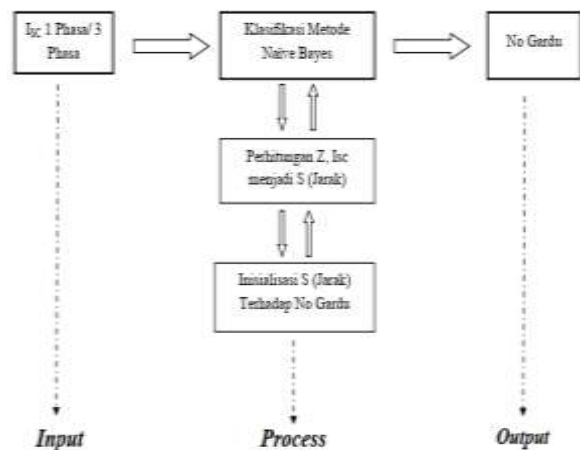 I_SC 1 Phasa/ 3
Phasa
Klasifikasi Metode
Naive Bayes
No Gardu
Perhitungan Z, Isc
menjadi S (Jarak)
Inisialisasi S (Jarak)
Terhadap No Gardu
Input
Process
Output